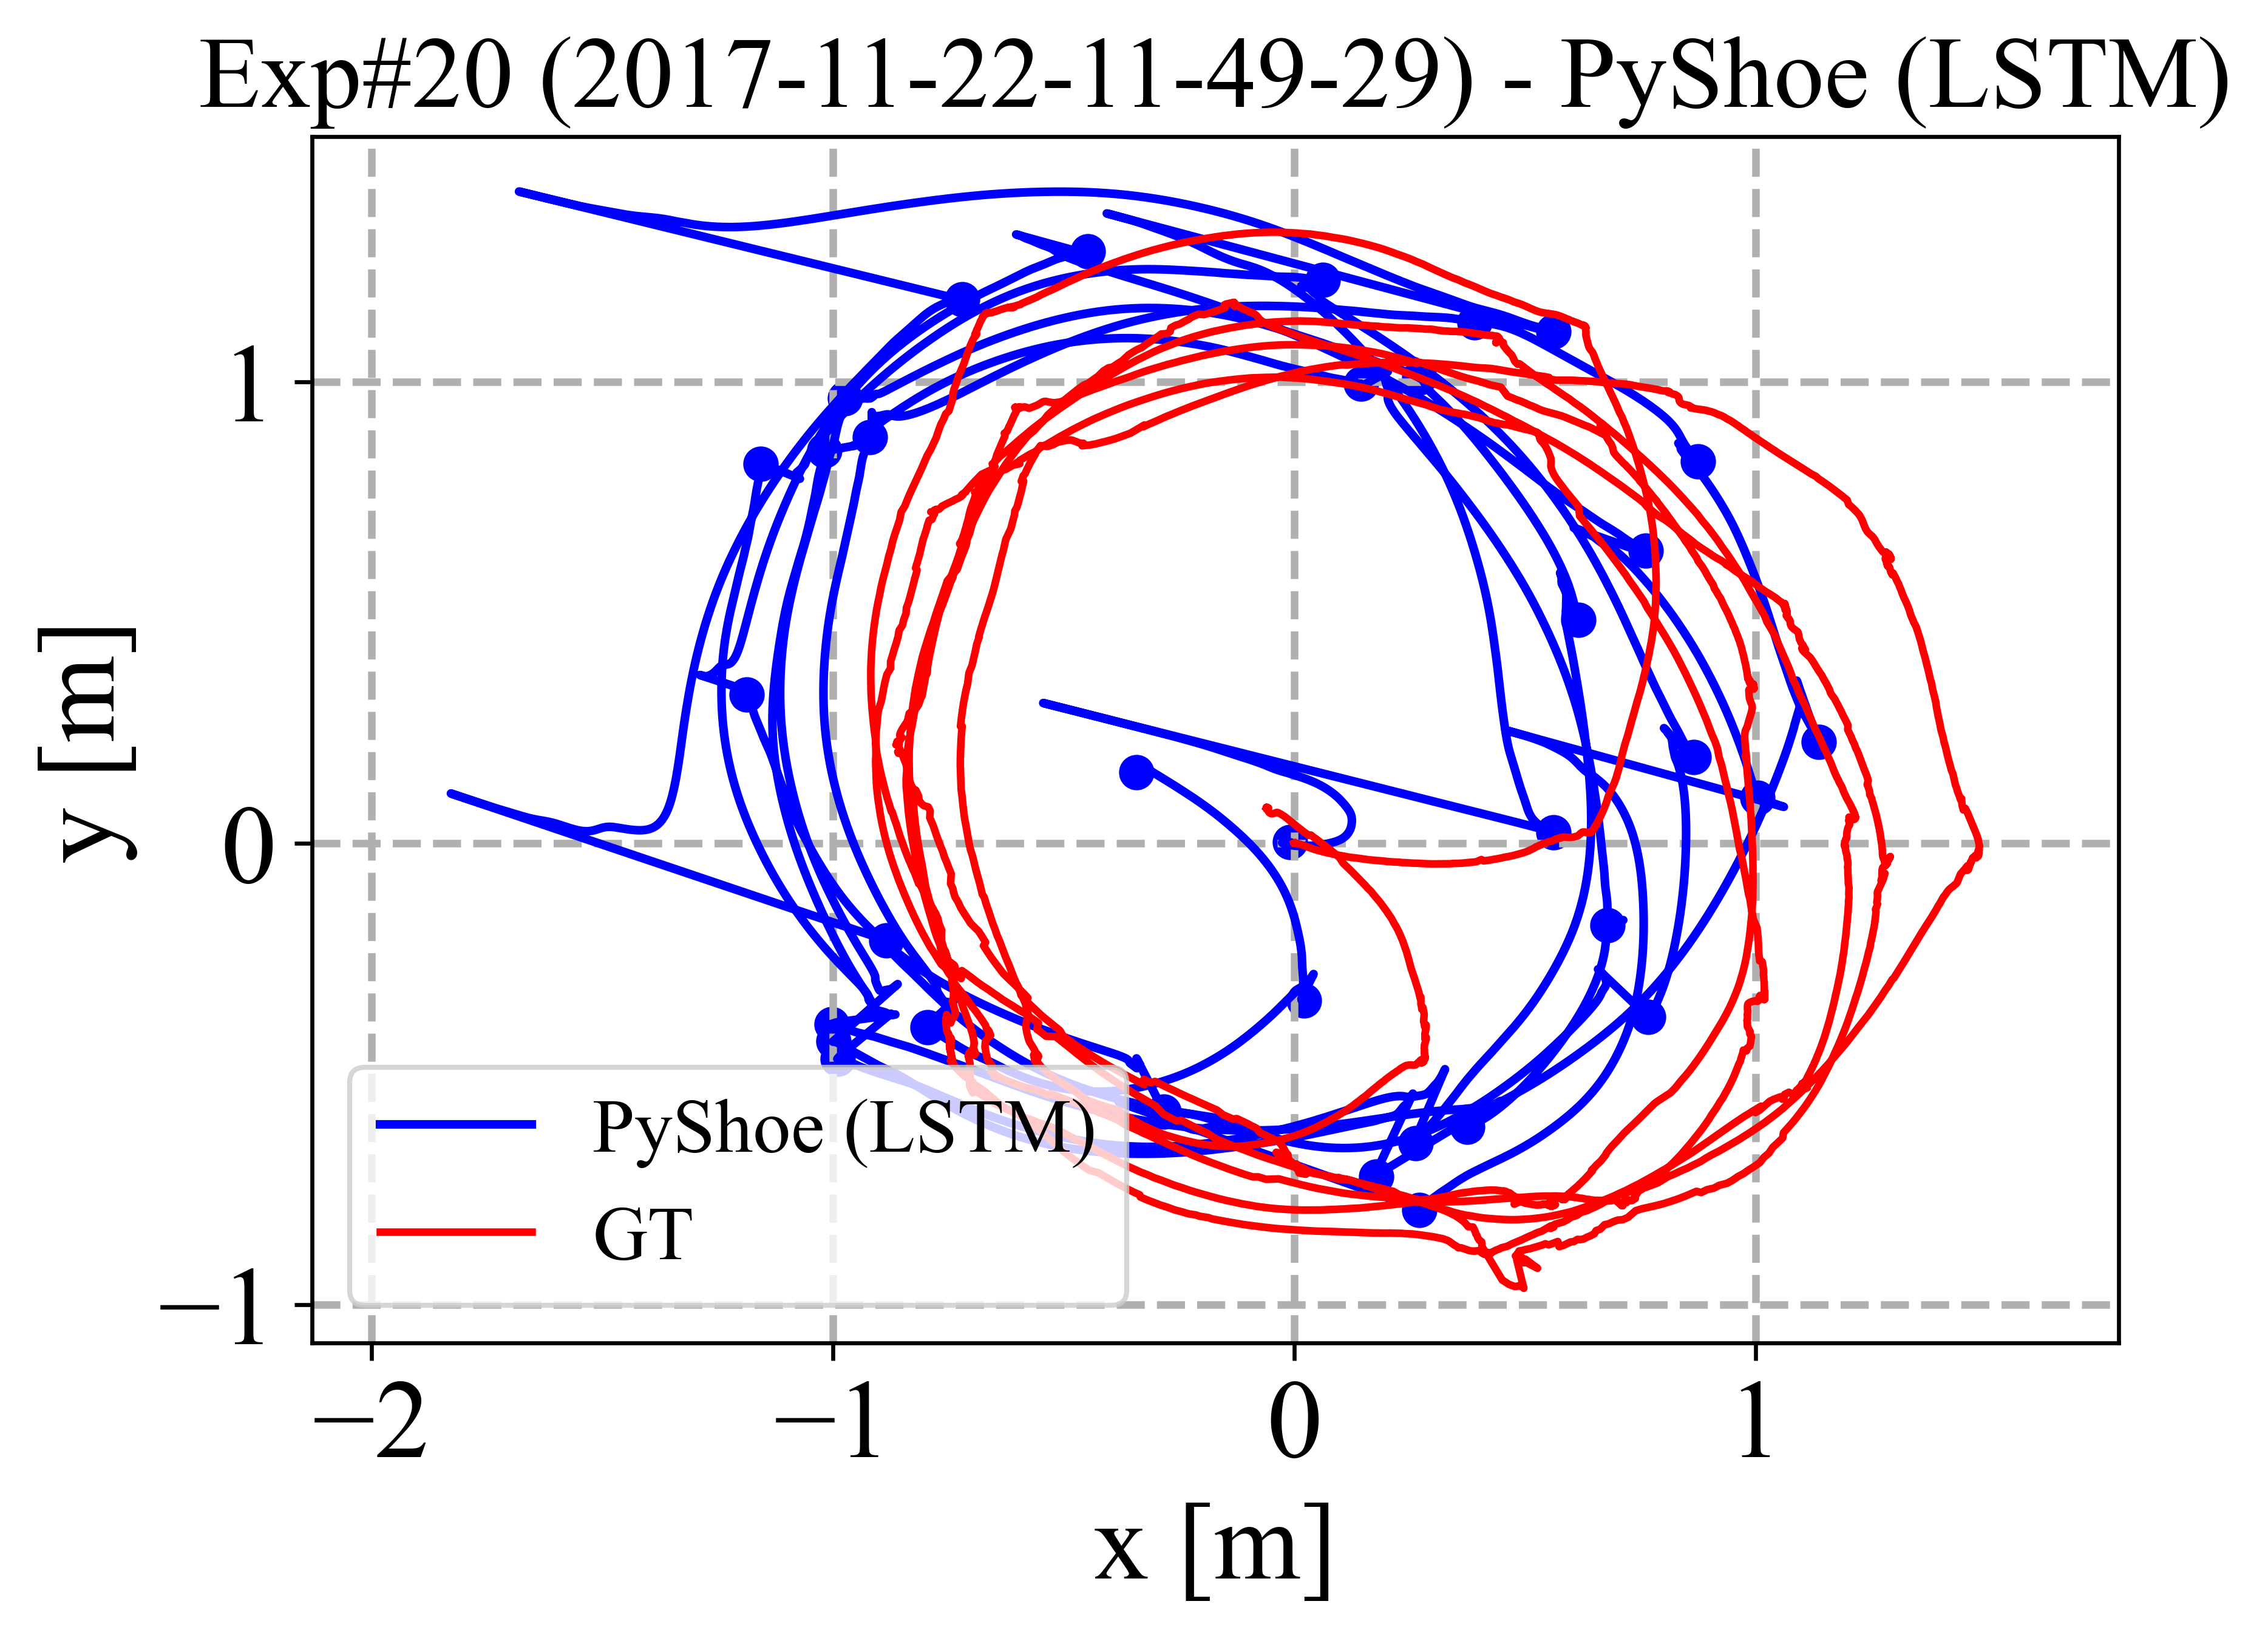 Exp#20 (2017-11-22-11-49-29) - PyShoe (LSTM)
1
0
−1
y [m]
PyShoe (LSTM)
GT
−2
−1
0
1
x [m]